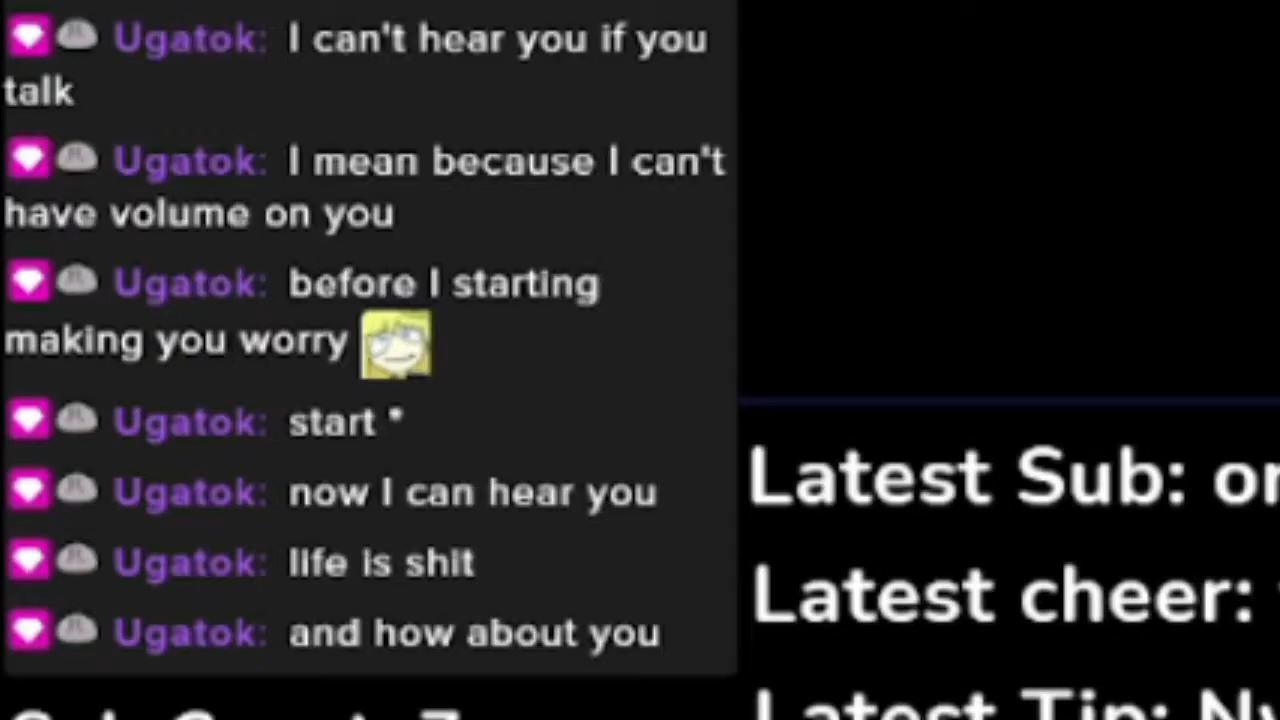 Ugatok: I can't hear you if you
talk
Ugatok: I mean because I can't
have volume on you
Ugatok: before I starting
making you worry
Ugatok: start *
Ugatok: now I can hear you
Ugatok: life is shit
Ugatok: and how about you
Latest Sub:
Latest cheer:
Latest Tip: